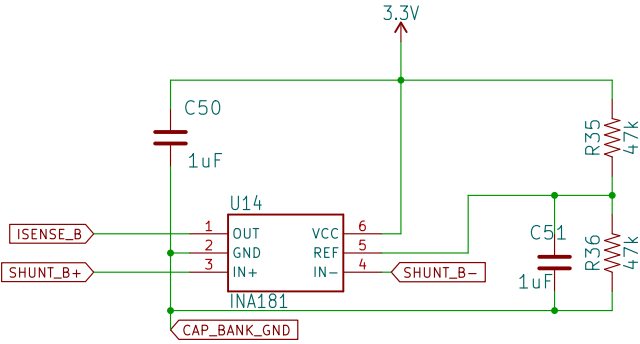 3.3V
C50
1uF
R35
47k
U14
ISENSE_B
1
OUT
VCC
6
2
GND
REF
5
SHUNT_B+
3
IN+
IN-
4
SHUNT_B-
INA181
C51
1uF
R36
47k
CAP_BANK_GND